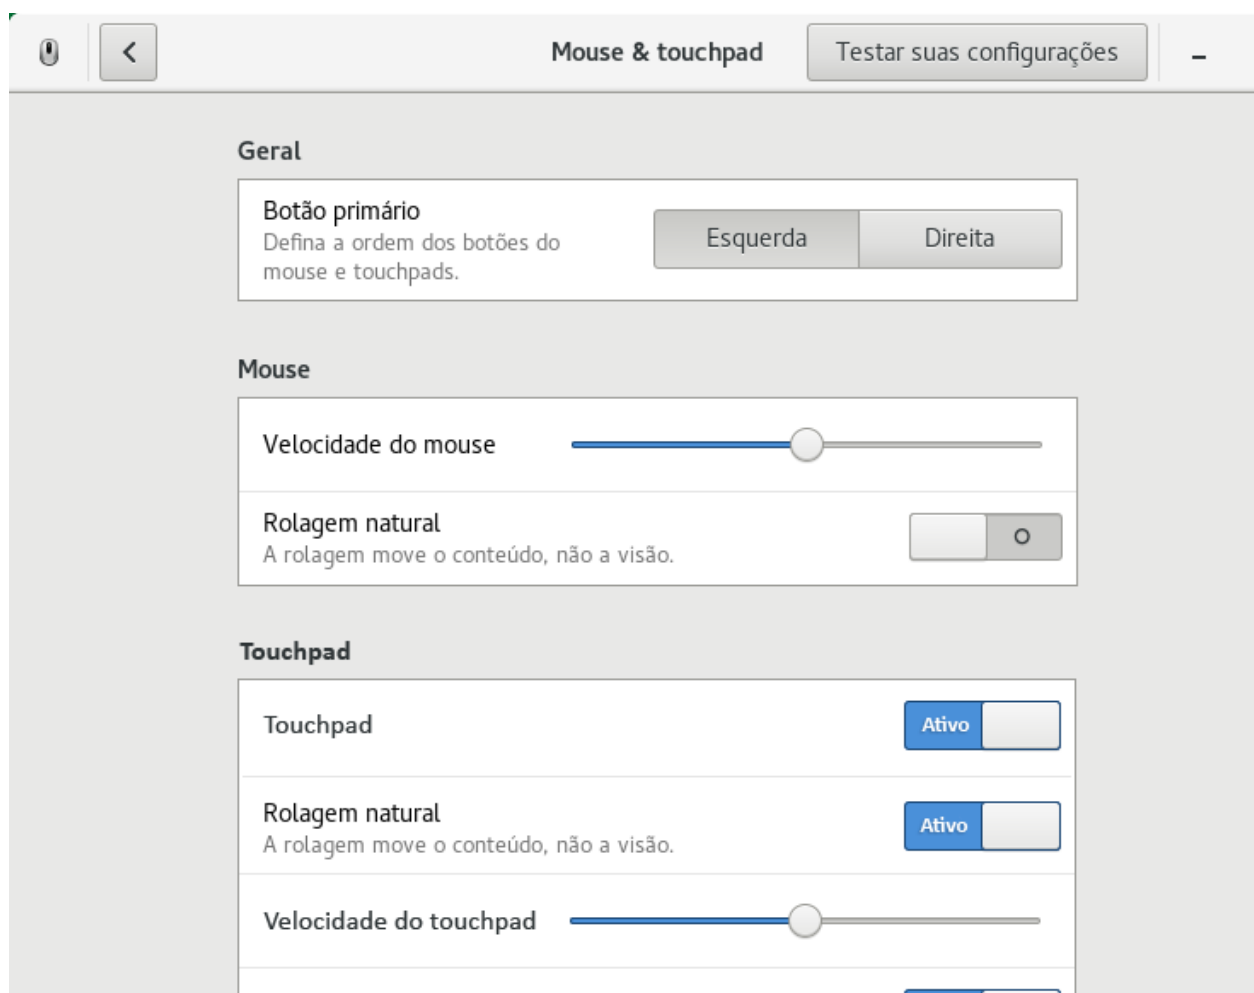 Mouse & touchpad
Testar suas configurações
Geral
Botão primário
Defina a ordem dos botões do
mouse e touchpads.
Esquerda
Direita
Mouse
Velocidade do mouse
Rolagem natural
A rolagem move o conteúdo, não a visão.
Touchpad
Touchpad
Ativo
Rolagem natural
A rolagem move o conteúdo, não a visão.
Ativo
Velocidade do touchpad